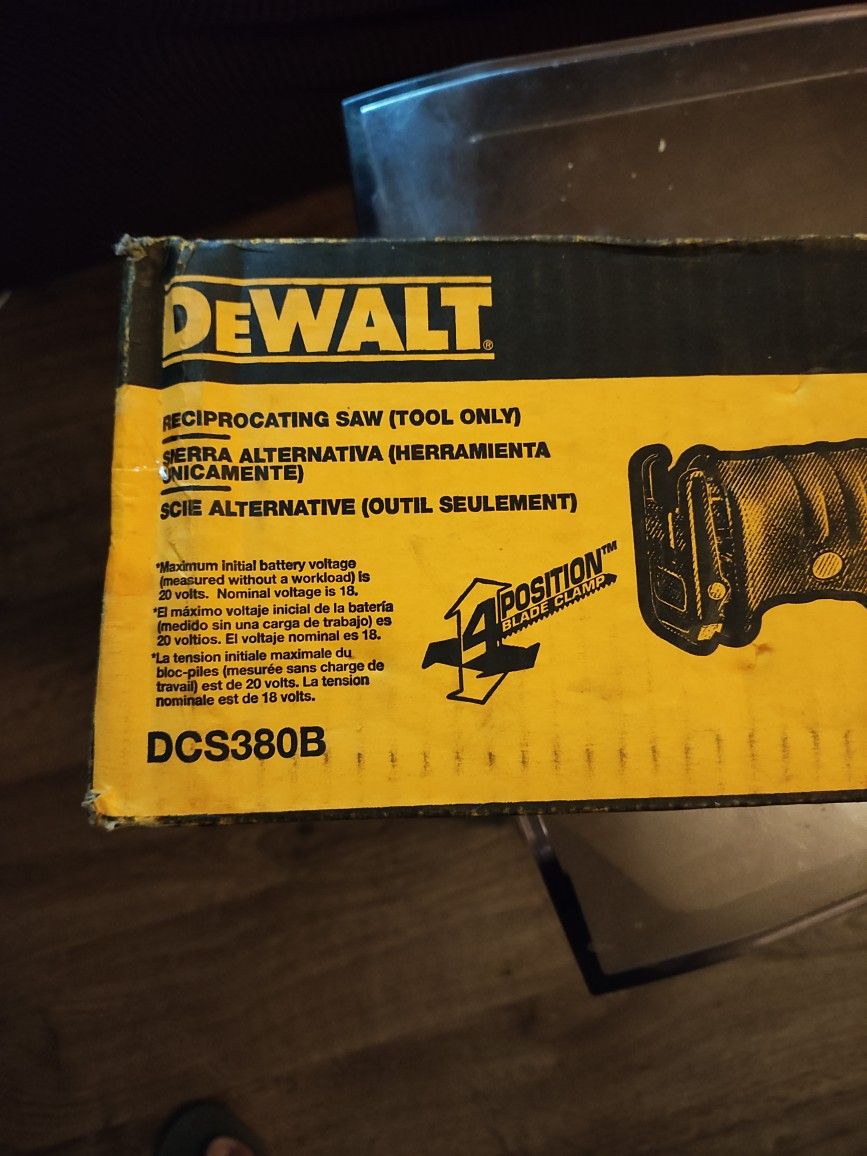 DEWALT®
RECIPROCATING SAW (TOOL ONLY)
SIERRA ALTERNATIVA (HERRAMIENTA
ÚNICAMENTE)
SCIE ALTERNATIVE (OUTIL SEULEMENT)
*Maximum initial battery voltage
(measured without a workload) is
20 volts. Nominal voltage is 18.
*El máximo voltaje inicial de la batería
(medido sin una carga de trabajo) es
20 voltios. El voltaje nominal es 18.
*La tension initiale maximale du
bloc-piles (mesurée sans charge de
travail) est de 20 volts. La tension
nominale est de 18 volts.
4 POSITION™
BLADE CLAMP
DCS380B